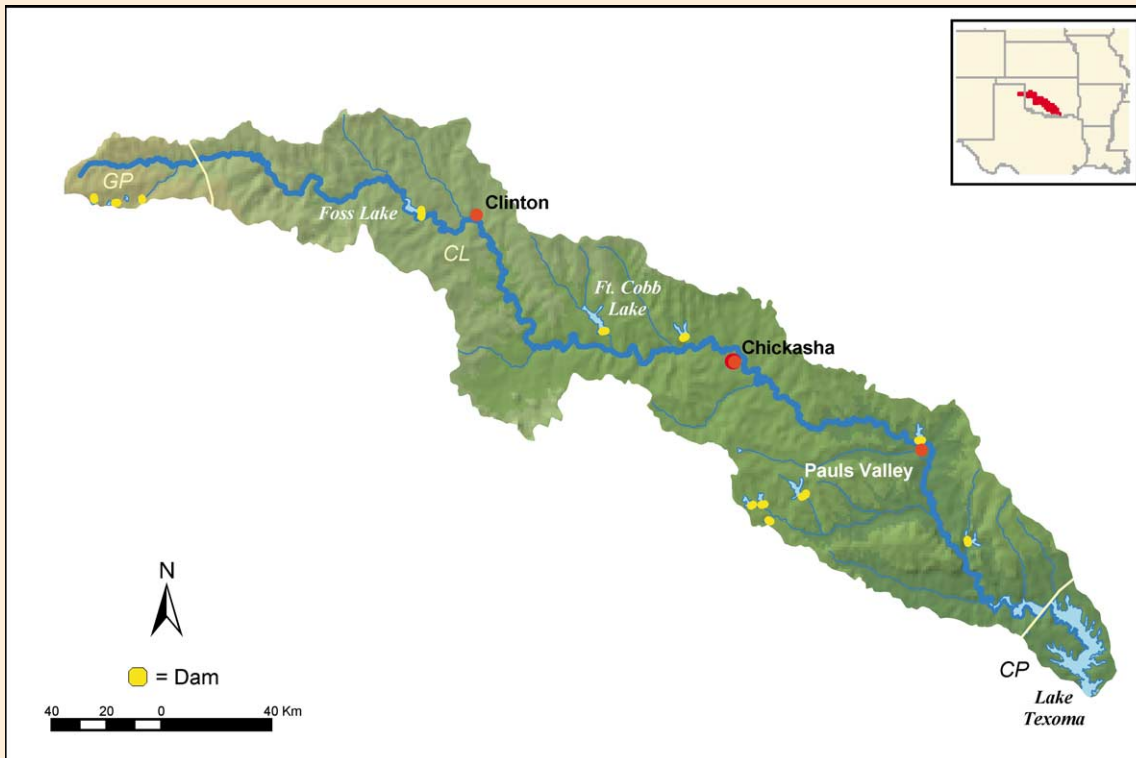 GP
Foss Lake
Clinton
CL
Ft. Cobb
Lake
Chickasha
Pauls Valley
N
= Dam
40 20 0 40 Km
CP
Lake
Texoma